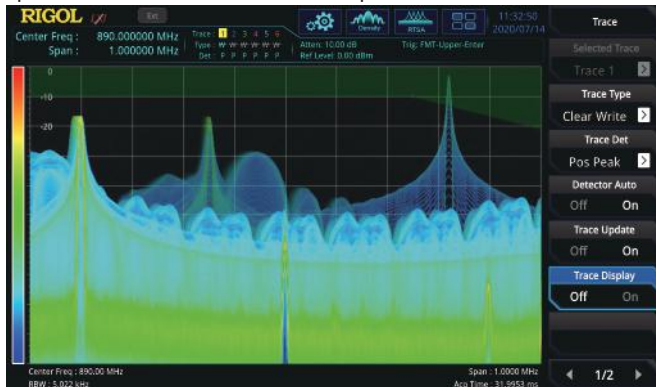 RIGOL LXI Ext 11:32:50
2020/07/14
Center Freq : 890.000000 MHz
Span : 1.000000 MHz
Trace : 1 2 3 4 5 6
Type : W W W W W W
Det : P P P P P P
Atten: 10.00 dB
Ref Level: 0.00 dBm
Trig: FMT-Upper-Enter
Density
RTSA
0
-10
-20
Trace
Selected Trace
Trace 1
Trace Type
Clear Write
Trace Det
Pos Peak
Detector Auto
Off On
Trace Update
Off On
Trace Display
Off On
1/2
Center Freq : 890.00 MHz
RBW : 5.022 kHz
Span : 1.0000 MHz
Acq Time : 31.9953 ms